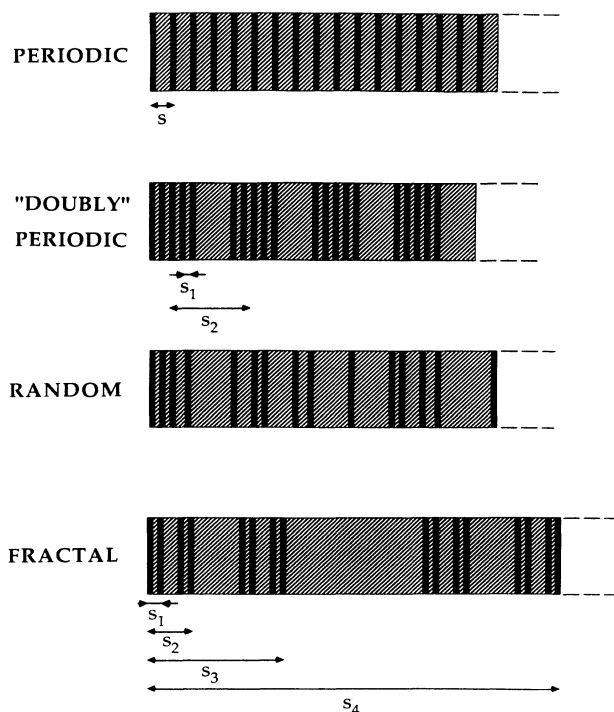 PERIODIC
s
"DOUBLY"
PERIODIC
s1
s2
RANDOM
FRACTAL
s1
s2
s3
s4